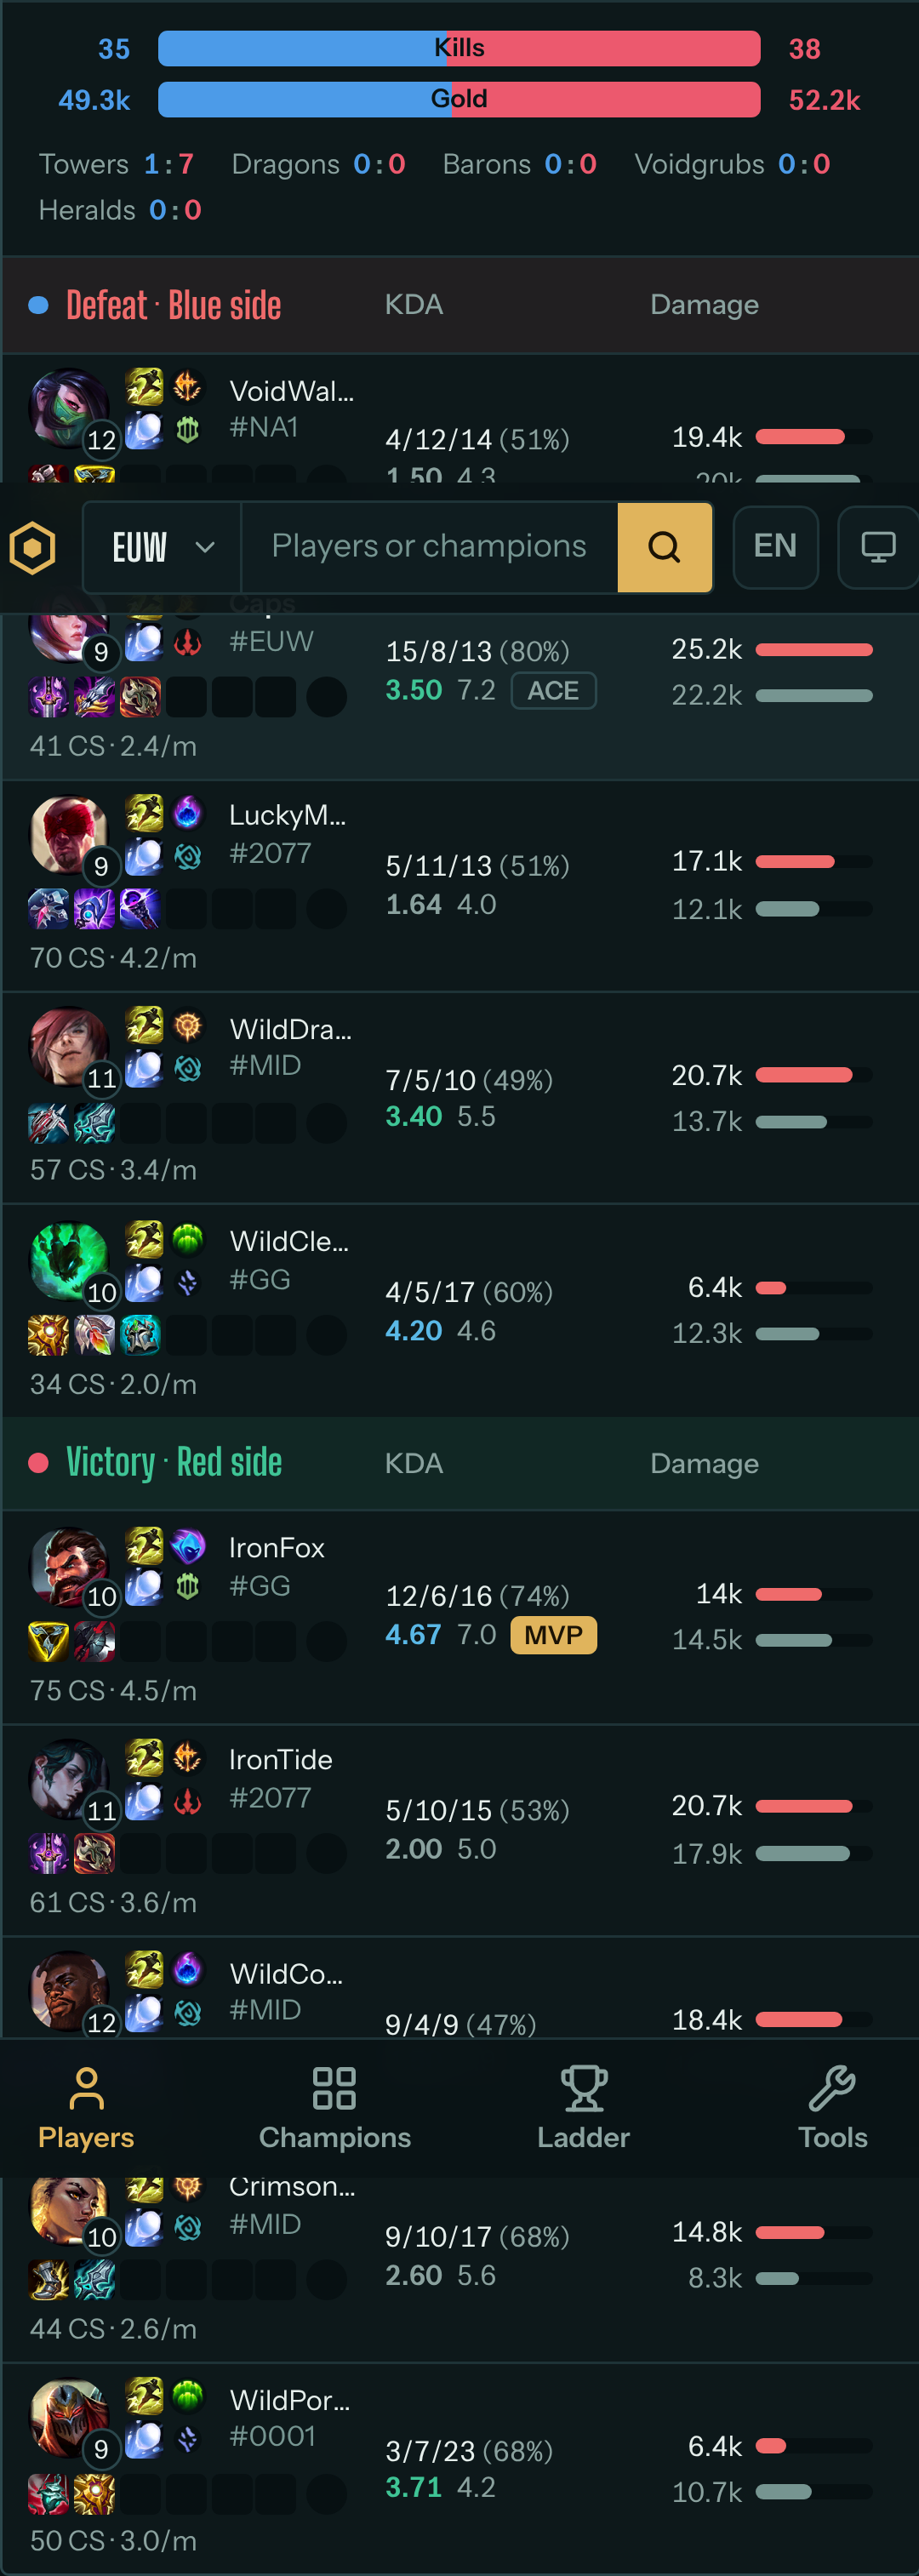 35 Kills 38
49.3k Gold 52.2k
Towers 1:7 Dragons 0:0 Barons 0:0 Voidgrubs 0:0
Heralds 0:0
Defeat · Blue side KDA Damage
VoidWal...
#NA1
12
4/12/14 (51%) 19.4k
1.50 4.3 20k
EUW Players or champions EN
Caps
#EUW
9
15/8/13 (80%) 25.2k
3.50 7.2 ACE 22.2k
41 CS · 2.4/m
LuckyM...
#2077
9
5/11/13 (51%) 17.1k
1.64 4.0 12.1k
70 CS · 4.2/m
WildDra...
#MID
11
7/5/10 (49%) 20.7k
3.40 5.5 13.7k
57 CS · 3.4/m
WildCle...
#GG
10
4/5/17 (60%) 6.4k
4.20 4.6 12.3k
34 CS · 2.0/m
Victory · Red side KDA Damage
IronFox
#GG
10
12/6/16 (74%) 14k
4.67 7.0 MVP 14.5k
75 CS · 4.5/m
IronTide
#2077
11
5/10/15 (53%) 20.7k
2.00 5.0 17.9k
61 CS · 3.6/m
WildCo...
#MID
12
9/4/9 (47%) 18.4k
Players Champions Ladder Tools
Crimson...
#MID
10
9/10/17 (68%) 14.8k
2.60 5.6 8.3k
44 CS · 2.6/m
WildPor...
#0001
9
3/7/23 (68%) 6.4k
3.71 4.2 10.7k
50 CS · 3.0/m